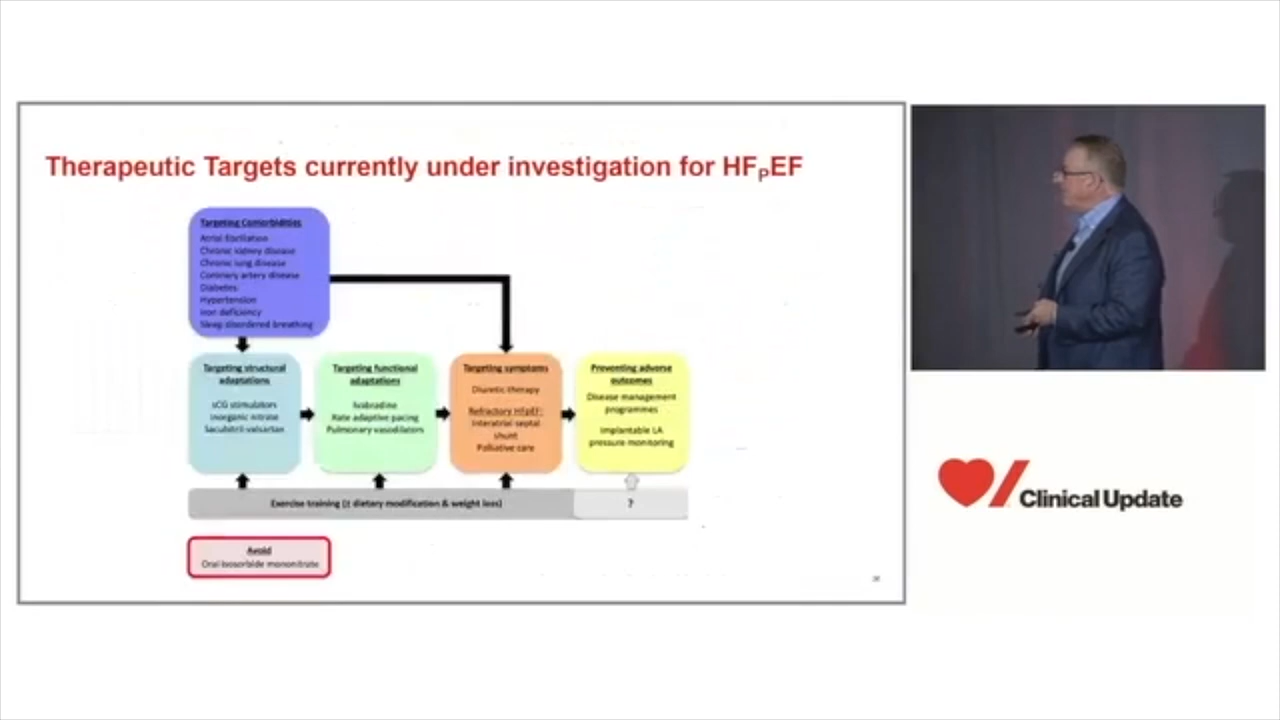 Therapeutic Targets currently under investigation for HFPEF
Targeting Comorbidities
Atrial fibrillation
Chronic kidney disease
Chronic lung disease
Coronary artery disease
Diabetes
Hypertension
Iron deficiency
Sleep disordered breathing
Targeting structural
adaptations
sCG stimulators
Inorganic nitrate
Sacubitril-valsartan
Targeting functional
adaptations
Ivabradine
Rate adaptive pacing
Pulmonary vasodilators
Targeting symptoms
Diuretic therapy
Refractory HFpEF:
Interatrial septal
shunt
Palliative care
Preventing adverse
outcomes
Disease management
programmes
Implantable LA
pressure monitoring
Exercise training (± dietary modification & weight loss)
?
Avoid
Oral isosorbide mononitrate
Clinical Update